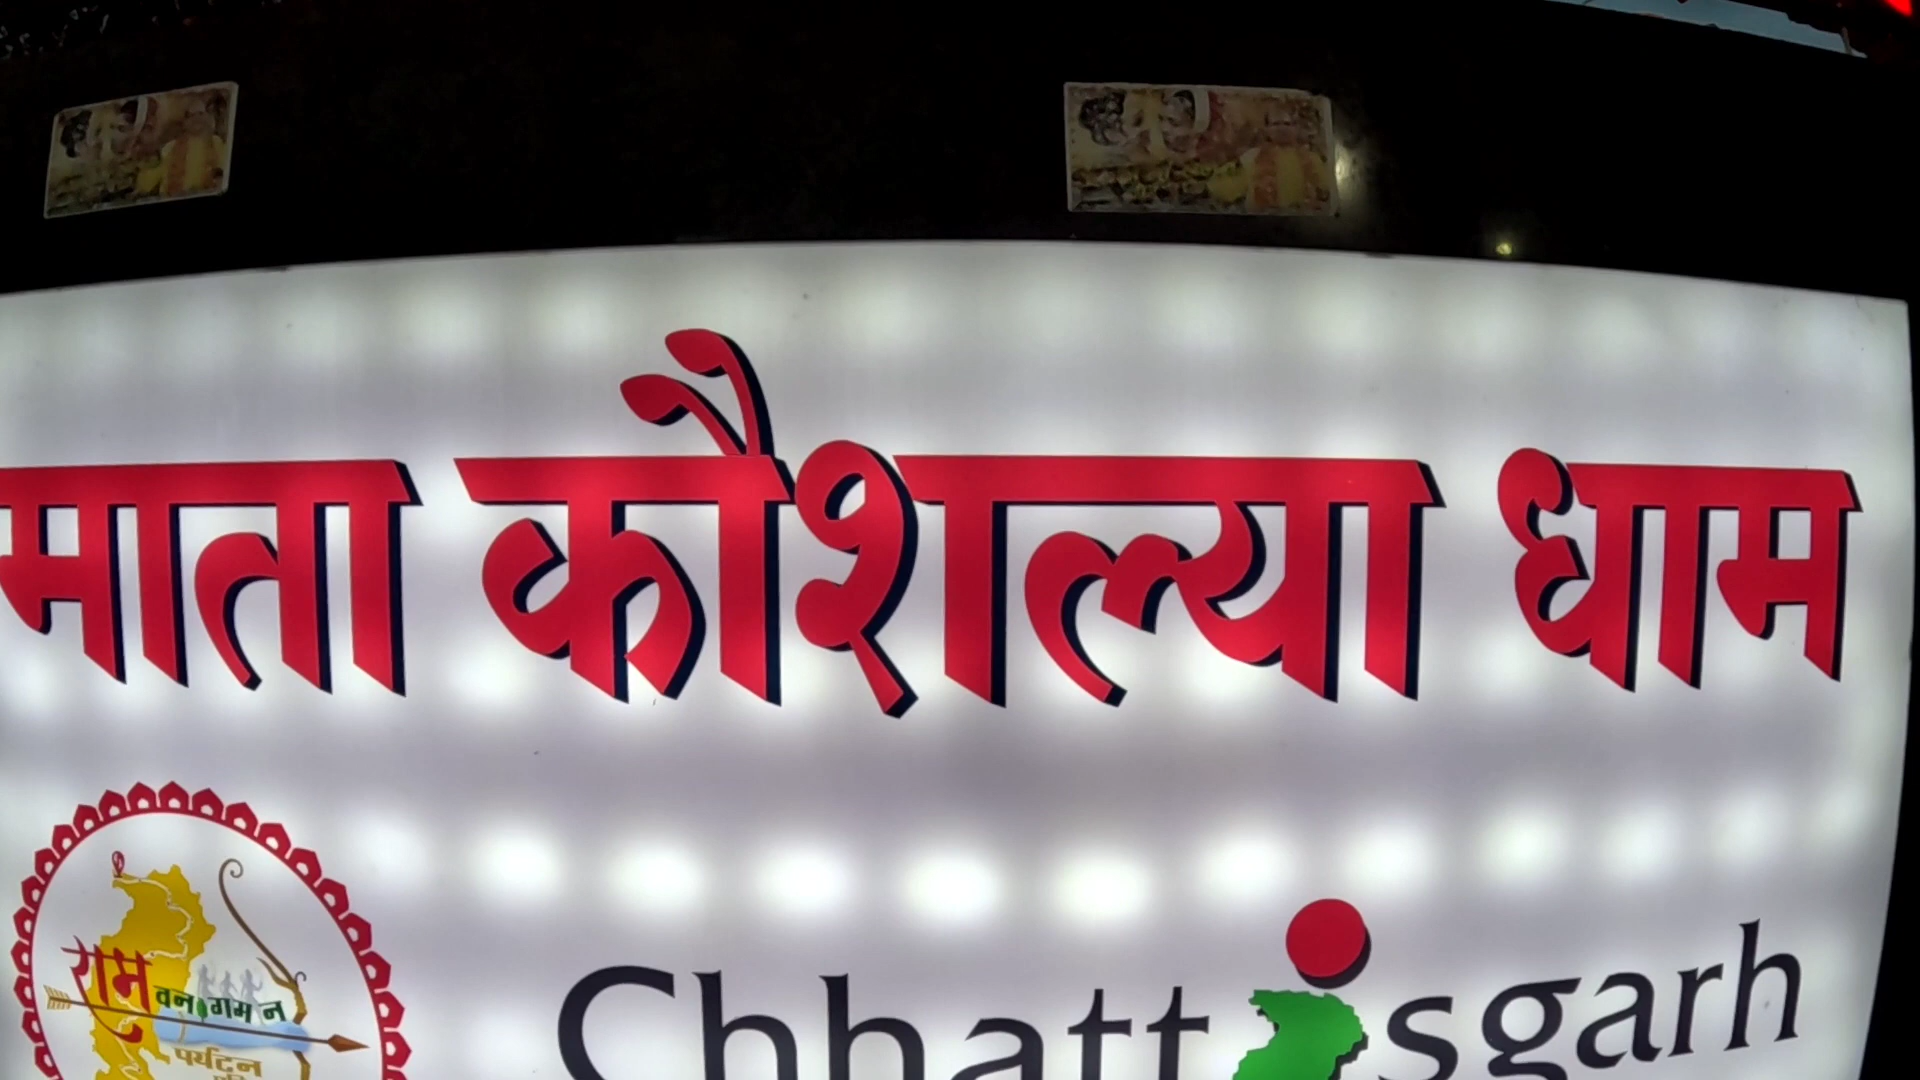 माता कौशल्या धाम
राम
वन गमन
पर्यटन
Chhattisgarh